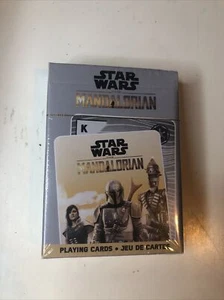 STAR
WARS
MANDALORIAN
K
STAR
WARS
MANDALORIAN
PLAYING CARDS • JEU DE CARTES